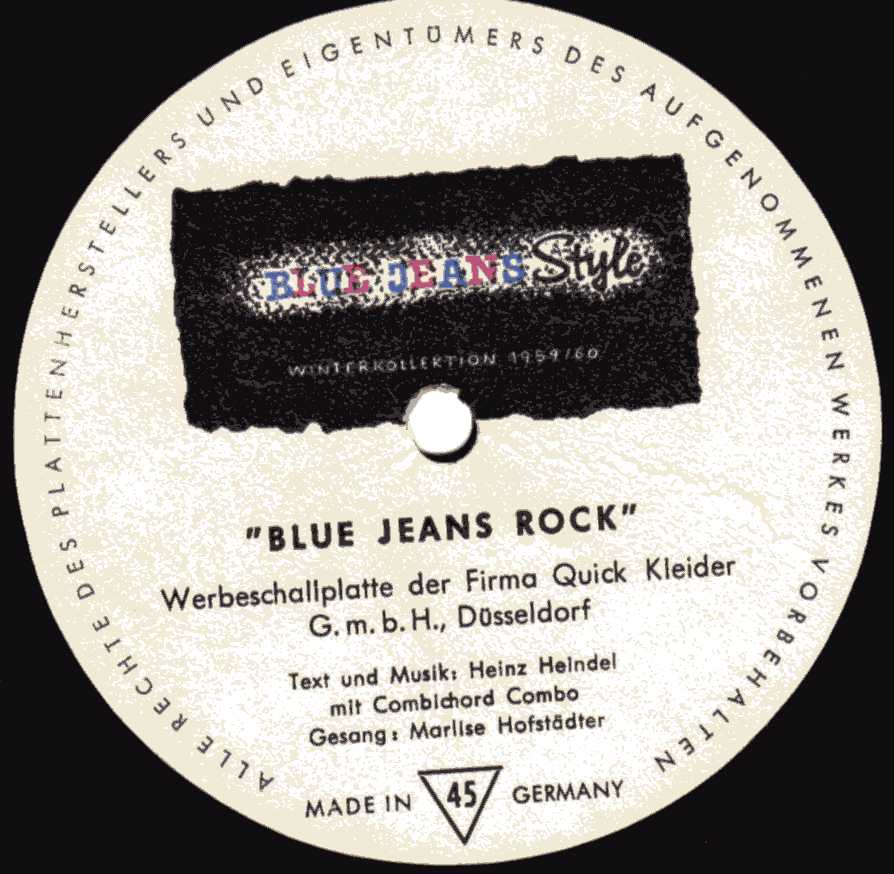 ALLE RECHTE DES PLATTENHERSTELLERS UND EIGENTÜMERS DES AUFGENOMMENEN WERKES VORBEHALTEN
BLUE JEANS Style
WINTERKOLLEKTION 1959/60
"BLUE JEANS ROCK"
Werbeschallplatte der Firma Quick Kleider
G.m.b.H., Düsseldorf
Text und Musik: Heinz Heindel
mit Combichord Combo
Gesang: Marlise Hofstädter
MADE IN 45 GERMANY